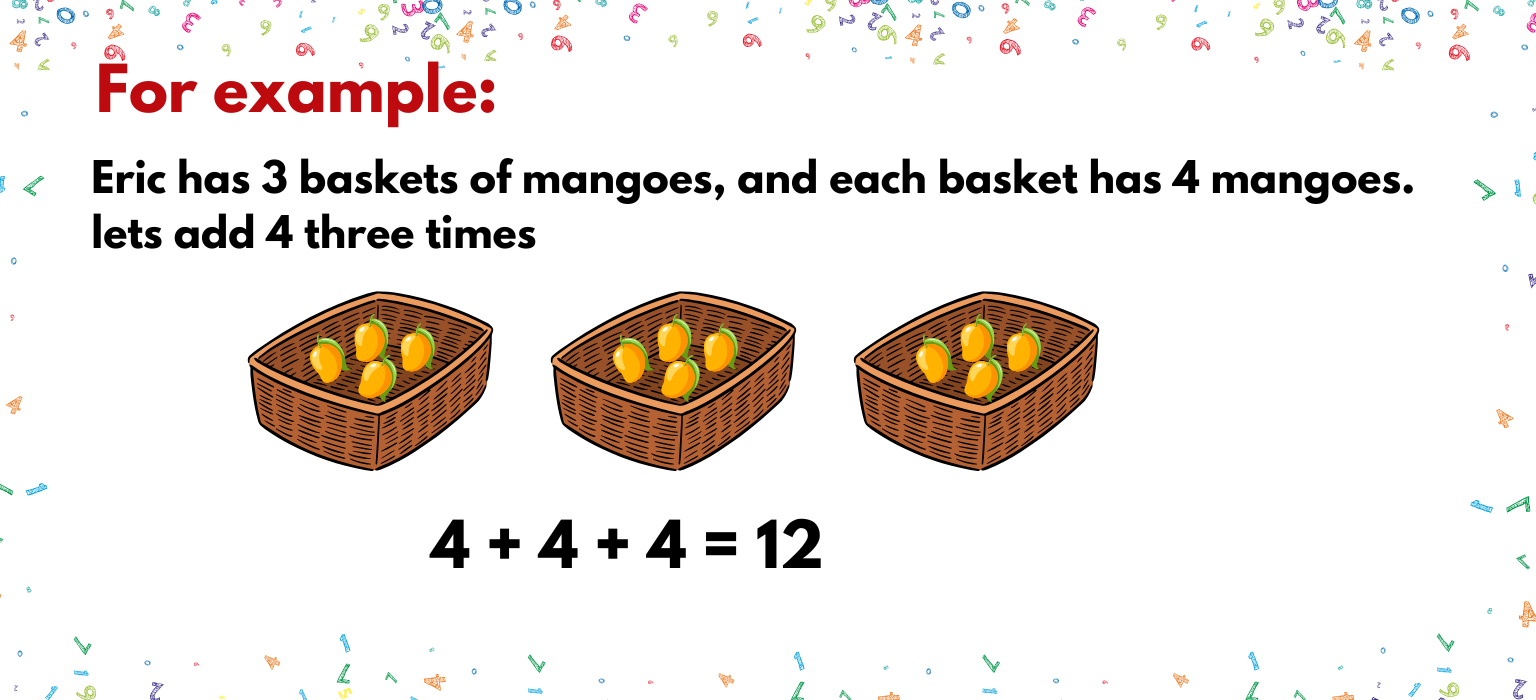 For example:
Eric has 3 baskets of mangoes, and each basket has 4 mangoes.
lets add 4 three times
4 + 4 + 4 = 12